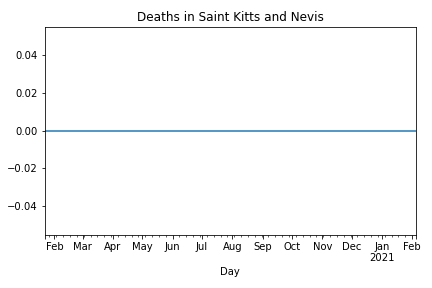 Deaths in Saint Kitts and Nevis
0.04
0.02
0.00
−0.02
−0.04
Feb Mar Apr May Jun Jul Aug Sep Oct Nov Dec Jan Feb
2021
Day